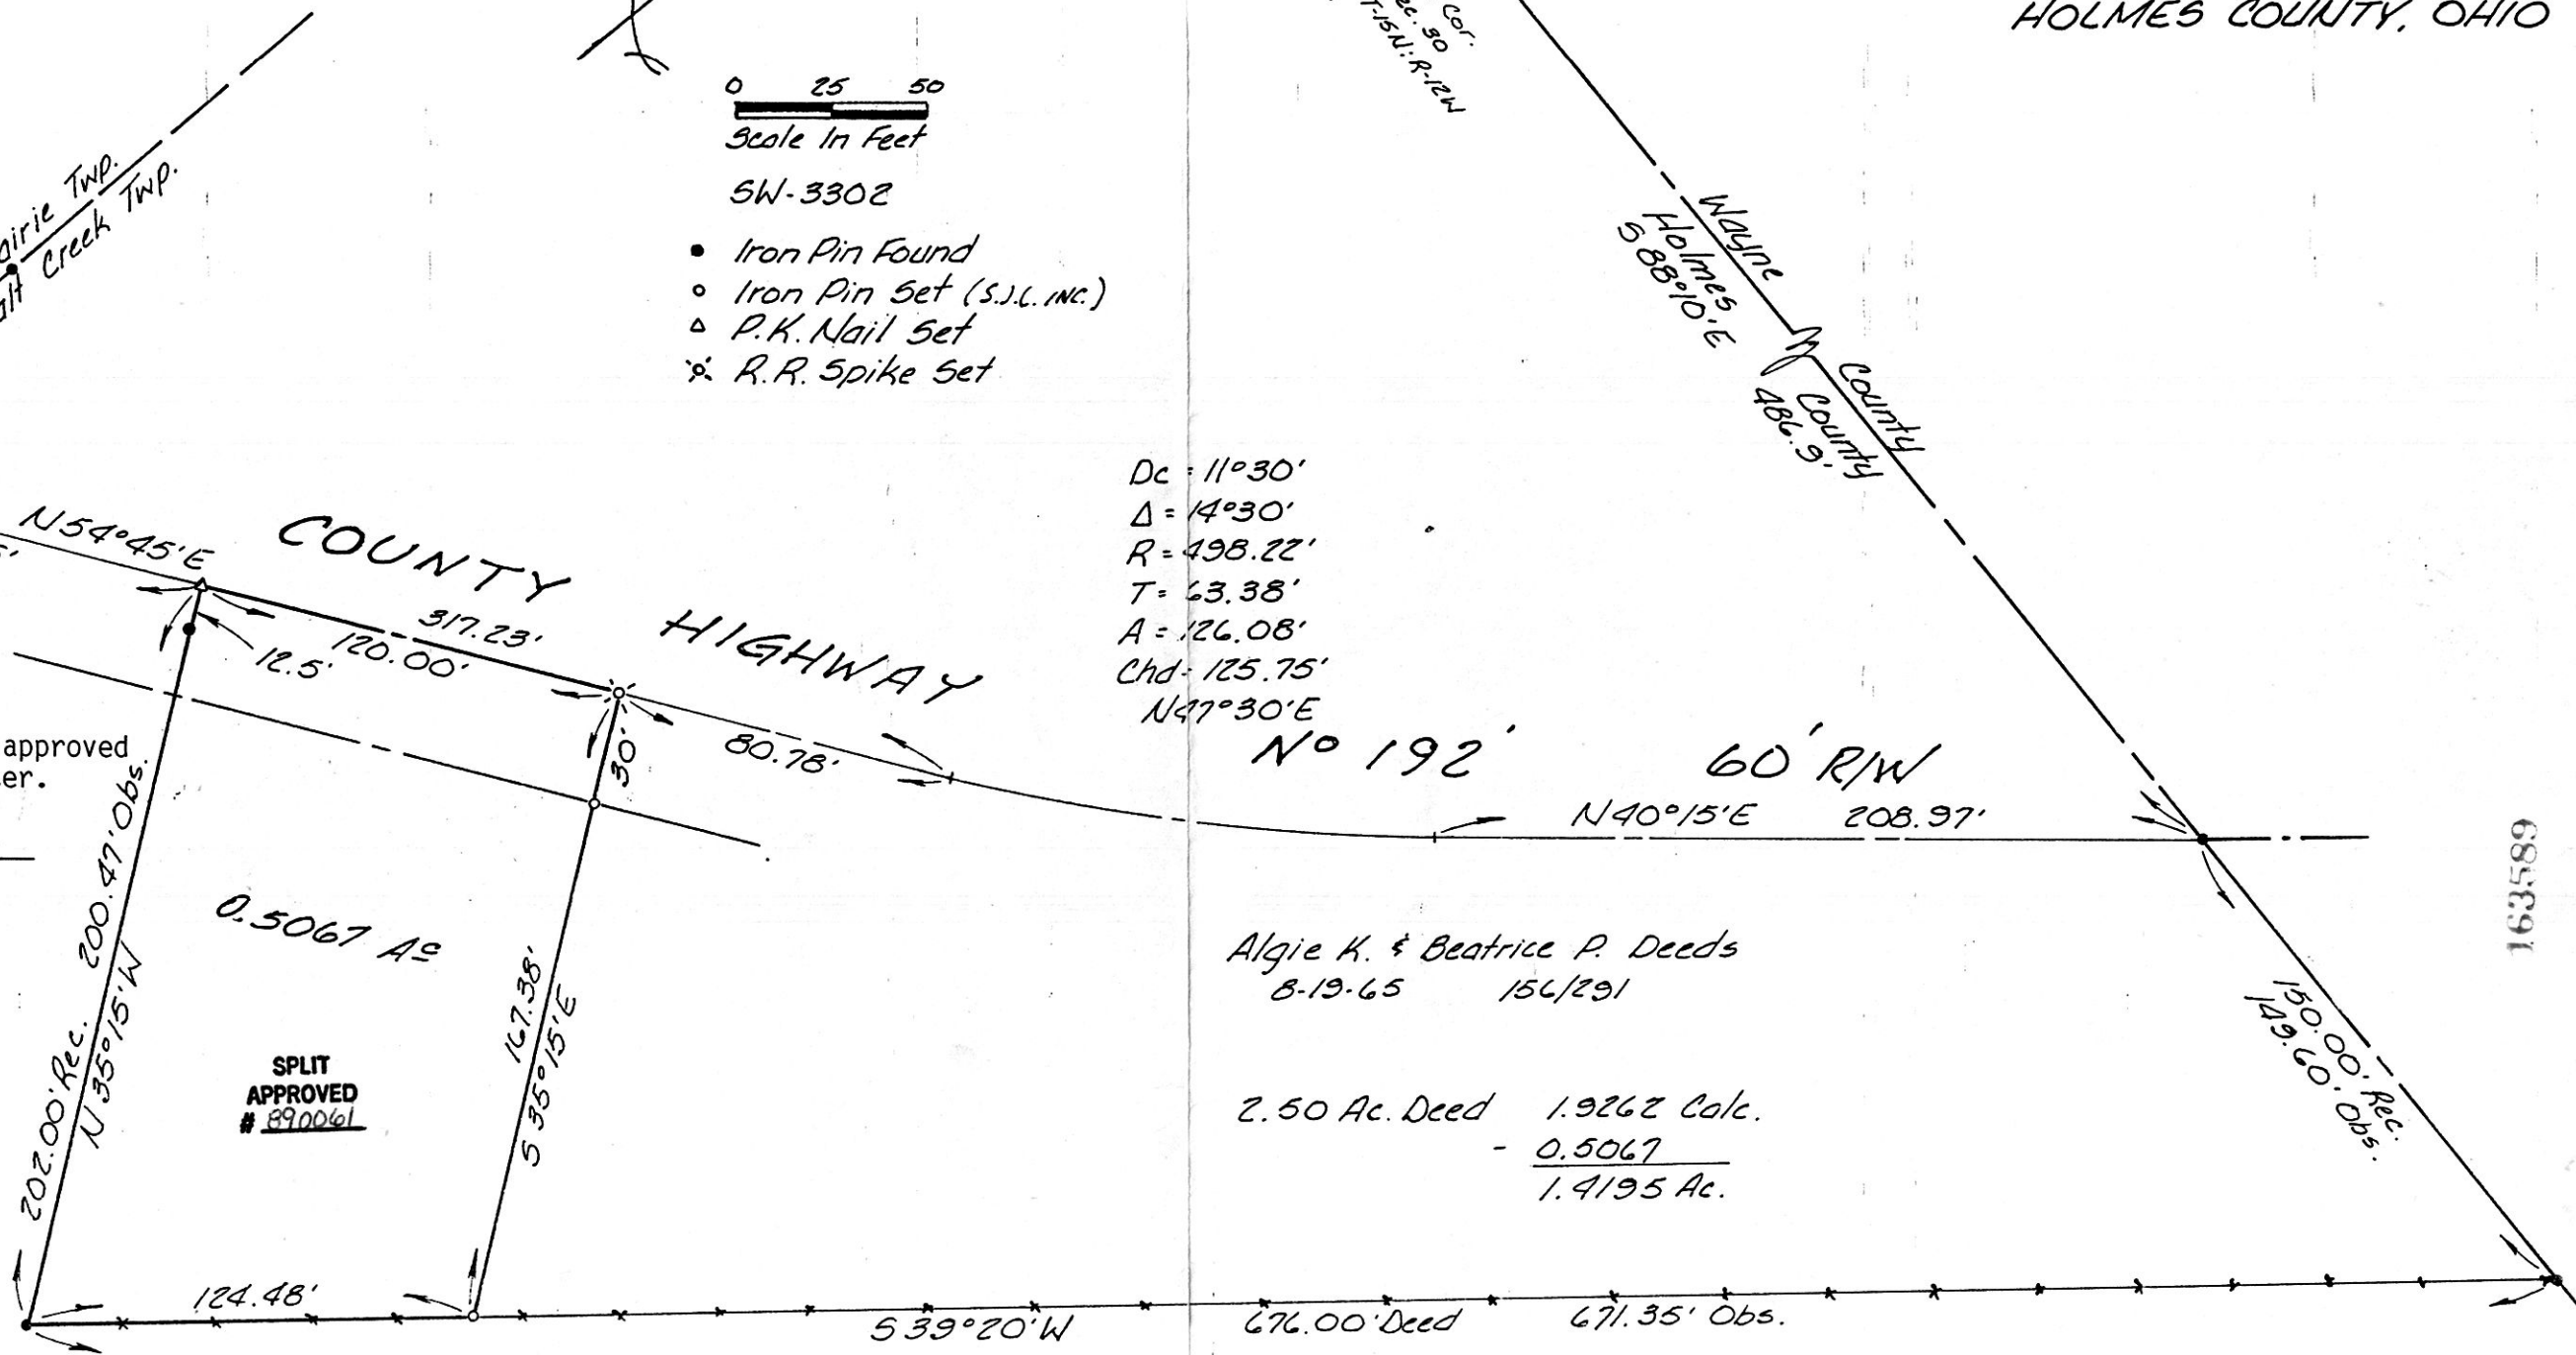 HOLMES COUNTY, OHIO
Cor.
30
T-15N: R-12W
0 25 50
Scale In Feet
SW-3302
Iron Pin Found
Iron Pin Set (S.J.L. INC.)
P.K. Nail Set
R.R. Spike Set
Twp.
Creek Twp.
Wayne County
Holmes County
S 88°10'E 486.9'
Dc = 11°30'
Δ = 14°30'
R = 498.22'
T = 63.38'
A = 126.08'
Chd = 125.75'
N47°30'E
N54°45'E
COUNTY HIGHWAY No 192 60' R/W
317.23'
120.00'
12.5'
30'
80.78'
N40°15'E 208.97'
approved
202.00' Rec. 200.47' Obs.
N 35°15' W
0.5067 Ac
167.38'
S 35°15' E
SPLIT
APPROVED
# 890061
Algie K. & Beatrice P. Deeds
8-19-65 156/291
2.50 Ac. Deed 1.9262 Calc.
- 0.5067
1.4195 Ac.
150.00' Rec.
149.60' Obs.
163589
124.48'
S 39°20' W 676.00' Deed 671.35' Obs.